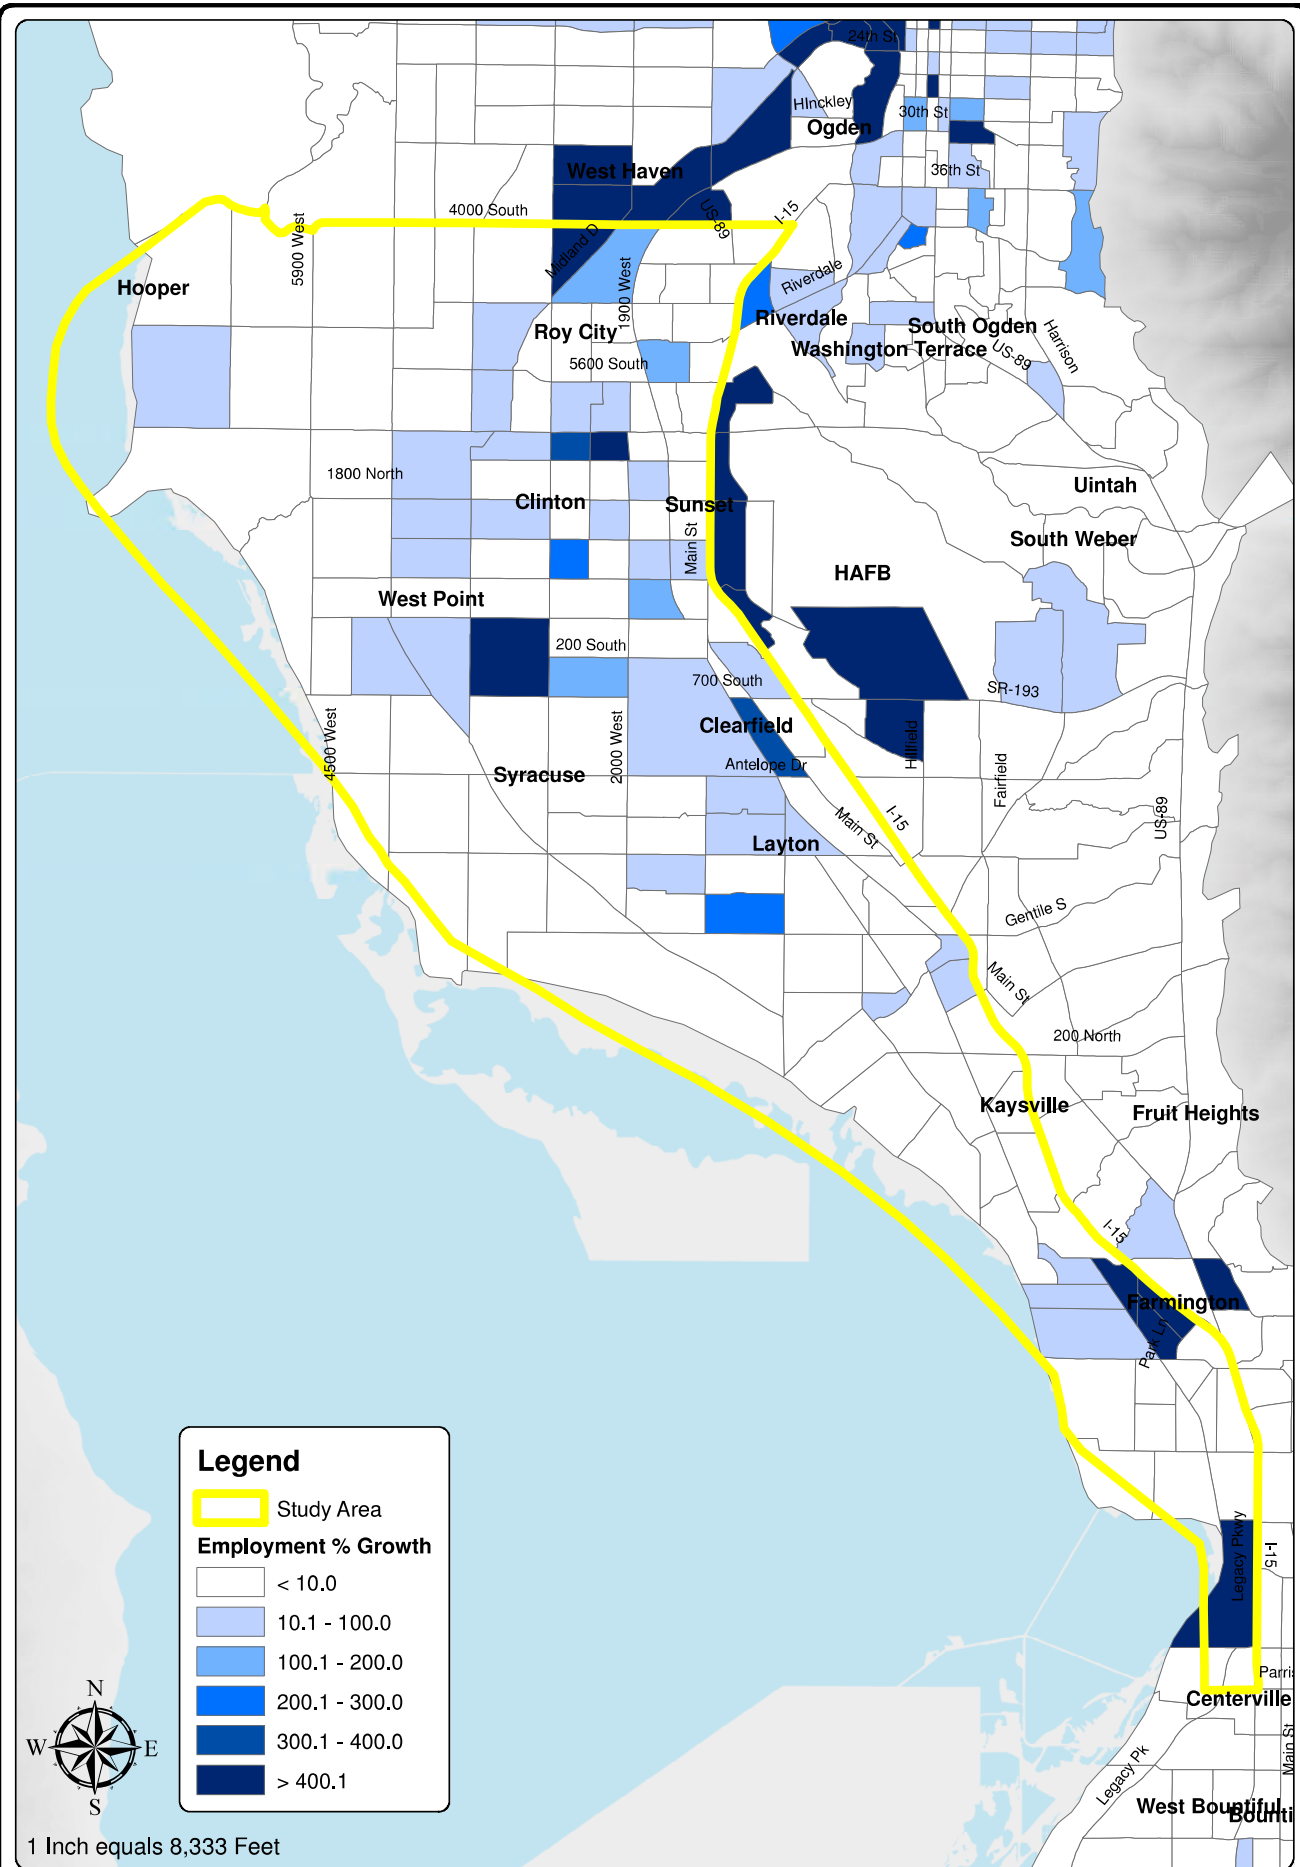 24th St
HInckley
Ogden
30th St
36th St
West Haven
4000 South
US-89
I-15
5900 West
Midland D
1900 West
Hooper
Riverdale
Riverdale
Roy City
South Ogden
Harrison
Washington Terrace
US-89
5600 South
1800 North
Clinton
Sunset
Main St
Uintah
South Weber
HAFB
West Point
200 South
700 South
SR-193
4500 West
2000 West
Clearfield
Antelope Dr
Hillfield
Fairfield
Syracuse
US-89
I-15
Main St
Layton
Gentile S
Main St
200 North
Kaysville
Fruit Heights
I-15
Farmington
Park Ln
Legacy Pkwy
I-15
Parri
Centerville
Main St
Legacy Pk
West Bountiful
Bounti
Legend
Study Area
Employment % Growth
< 10.0
10.1 - 100.0
100.1 - 200.0
200.1 - 300.0
300.1 - 400.0
> 400.1
N
W E
S
1 Inch equals 8,333 Feet